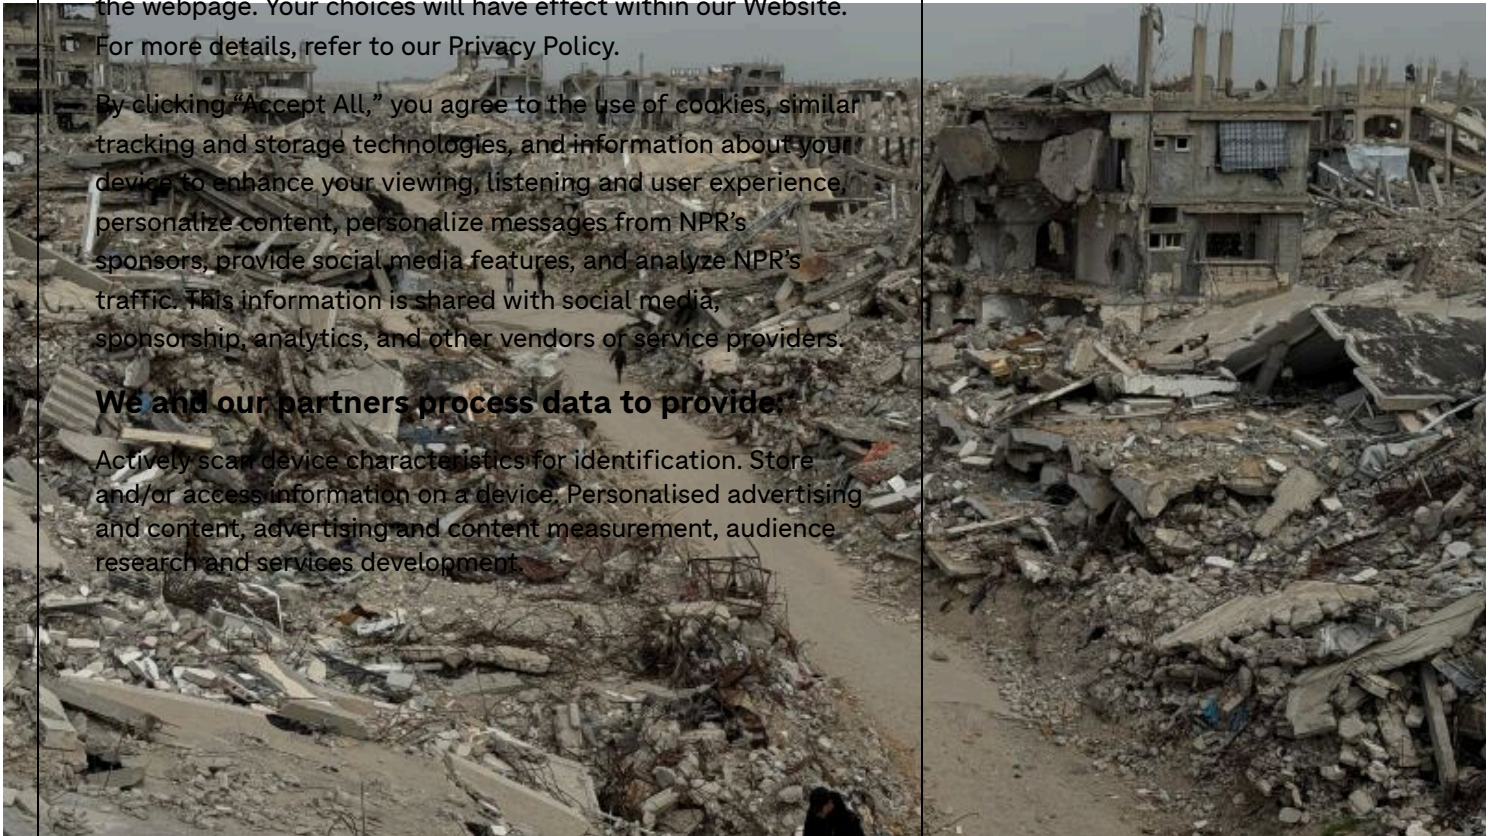 the webpage. Your choices will have effect within our Website.
For more details, refer to our Privacy Policy.
By clicking “Accept All,” you agree to the use of cookies, similar
tracking and storage technologies, and information about your
device to enhance your viewing, listening and user experience,
personalize content, personalize messages from NPR’s
sponsors, provide social media features, and analyze NPR’s
traffic. This information is shared with social media,
sponsorship, analytics, and other vendors or service providers.
We and our partners process data to provide:
Actively scan device characteristics for identification. Store
and/or access information on a device. Personalised advertising
and content, advertising and content measurement, audience
research and services development.